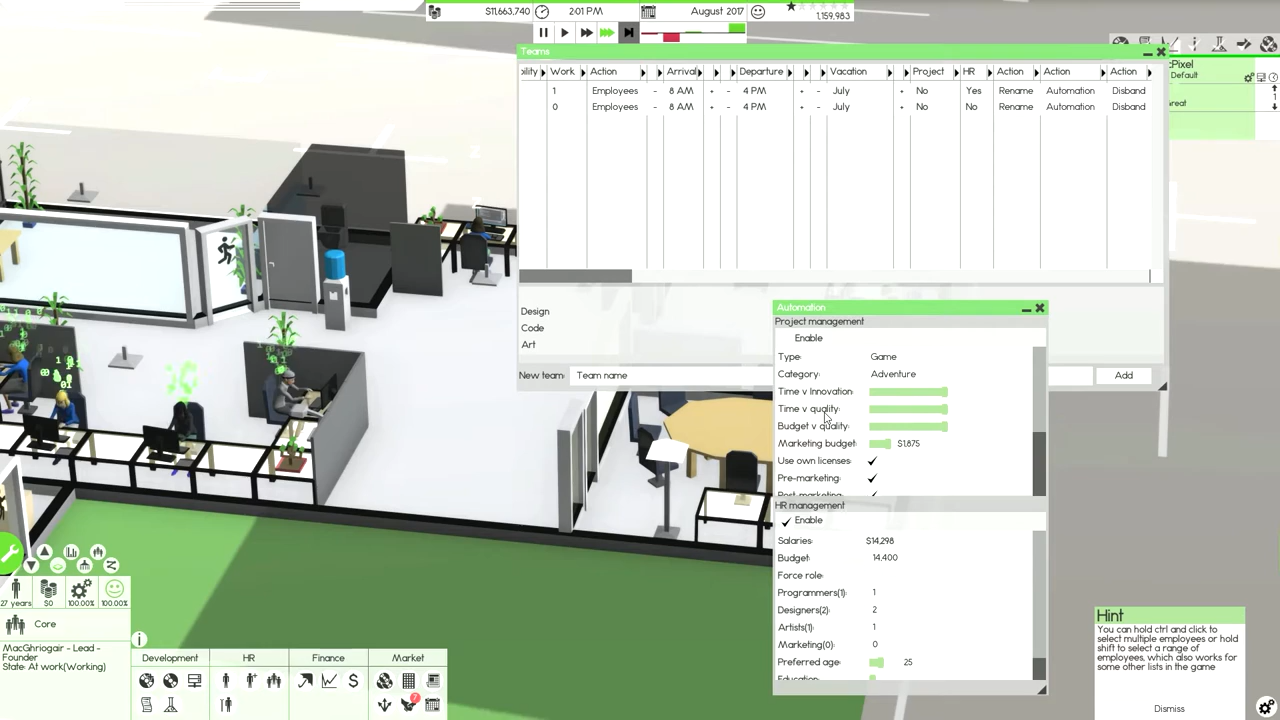 $11,663,740 2:01 PM August 2017 1,159,983
Teams
Work Action Arrival Departure Vacation Project HR Action Action Action
1 Employees - 8 AM + - 4 PM + - July + No Yes Rename Automation Disband
0 Employees - 8 AM + - 4 PM + - July + No No Rename Automation Disband
Design
Code
Art
New team: Team name Add
Automation
Project management
Enable
Type: Game
Category: Adventure
Time v Innovation:
Time v quality:
Budget v quality:
Marketing budget: $1,875
Use own licenses:
Pre-marketing:
Post-marketing:
HR management
Enable
Salaries: $14,298
Budget: 14,400
Force role:
Programmers(1): 1
Designers(2): 2
Artists(1): 1
Marketing(0): 0
Preferred age: 25
Education:
Default
1
27 years $0 100.00% 100.00%
Core
MacGhriogair - Lead -
Founder
State: At work(Working)
Development HR Finance Market
7
Hint
You can hold ctrl and click to
select multiple employees or hold
shift to select a range of
employees, which also works for
some other lists in the game
Dismiss